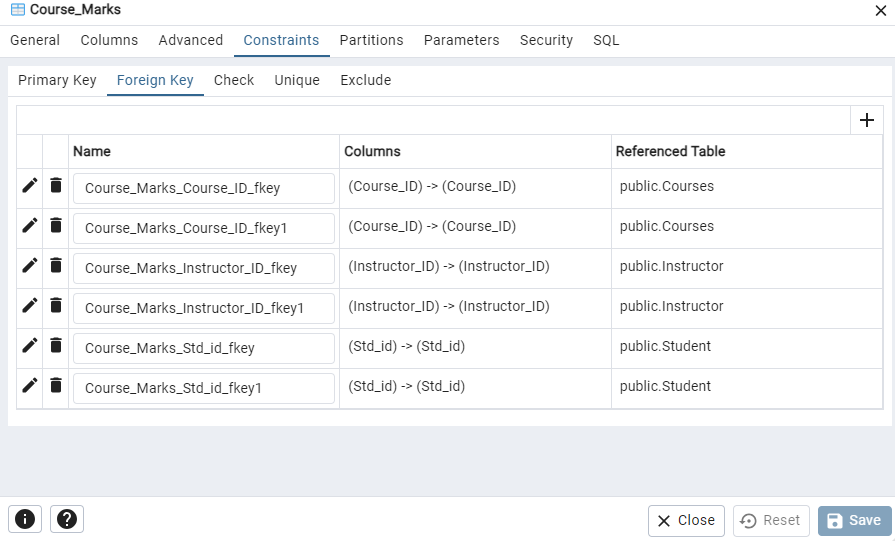 Course_Marks
General Columns Advanced Constraints Partitions Parameters Security SQL
Primary Key Foreign Key Check Unique Exclude
Name Columns Referenced Table
Course_Marks_Course_ID_fkey (Course_ID) -> (Course_ID) public.Courses
Course_Marks_Course_ID_fkey1 (Course_ID) -> (Course_ID) public.Courses
Course_Marks_Instructor_ID_fkey (Instructor_ID) -> (Instructor_ID) public.Instructor
Course_Marks_Instructor_ID_fkey1 (Instructor_ID) -> (Instructor_ID) public.Instructor
Course_Marks_Std_id_fkey (Std_id) -> (Std_id) public.Student
Course_Marks_Std_id_fkey1 (Std_id) -> (Std_id) public.Student
Close Reset Save